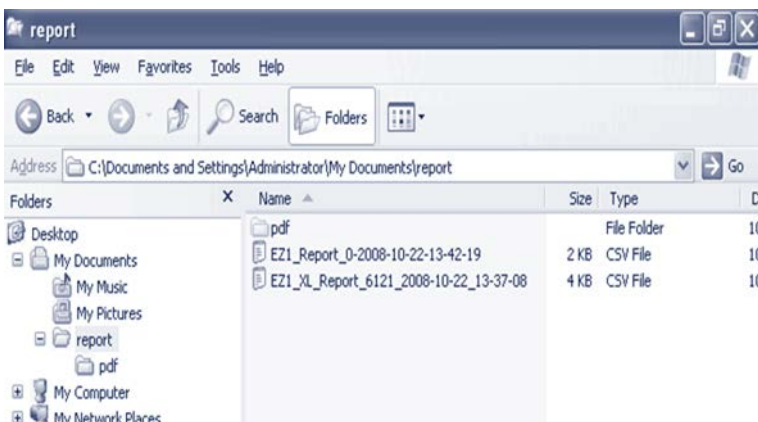 report
File Edit View Favorites Tools Help
Back Search Folders
Address C:\Documents and Settings\Administrator\My Documents\report Go
Folders X Name Size Type D
Desktop pdf File Folder 10
My Documents EZ1_Report_0-2008-10-22-13-42-19 2 KB CSV File 10
My Music EZ1_XL_Report_6121_2008-10-22_13-37-08 4 KB CSV File 10
My Pictures
report
pdf
My Computer
My Network Places